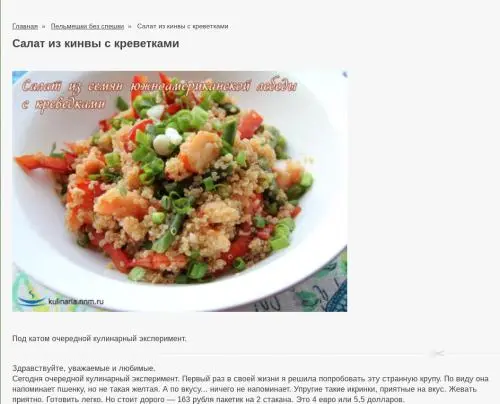 Главная » Пельмешки без спешки » Салат из кинвы с креветками
Салат из кинвы с креветками
Салат из семян южноамериканской лебеды
с креведками
kulinaria.nnm.ru
Под катом очередной кулинарный эксперимент.
Здравствуйте, уважаемые и любимые.
Сегодня очередной кулинарный эксперимент. Первый раз в своей жизни я решила попробовать эту странную крупу. По виду она
напоминает пшенку, но не такая желтая. А по вкусу... ничего не напоминает. Упругие такие икринки, приятные на вкус. Жевать
приятно. Готовить легко. Но стоит дорого — 163 рубля пакетик на 2 стакана. Это 4 евро или 5,5 долларов.